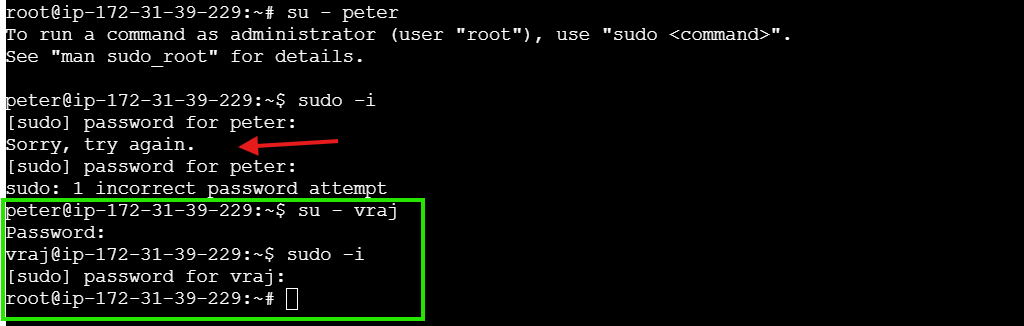 root@ip-172-31-39-229:~# su - peter
To run a command as administrator (user "root"), use "sudo <command>".
See "man sudo_root" for details.
peter@ip-172-31-39-229:~$ sudo -i
[sudo] password for peter:
Sorry, try again.
[sudo] password for peter:
sudo: 1 incorrect password attempt
peter@ip-172-31-39-229:~$ su - vraj
Password:
vraj@ip-172-31-39-229:~$ sudo -i
[sudo] password for vraj:
root@ip-172-31-39-229:~#